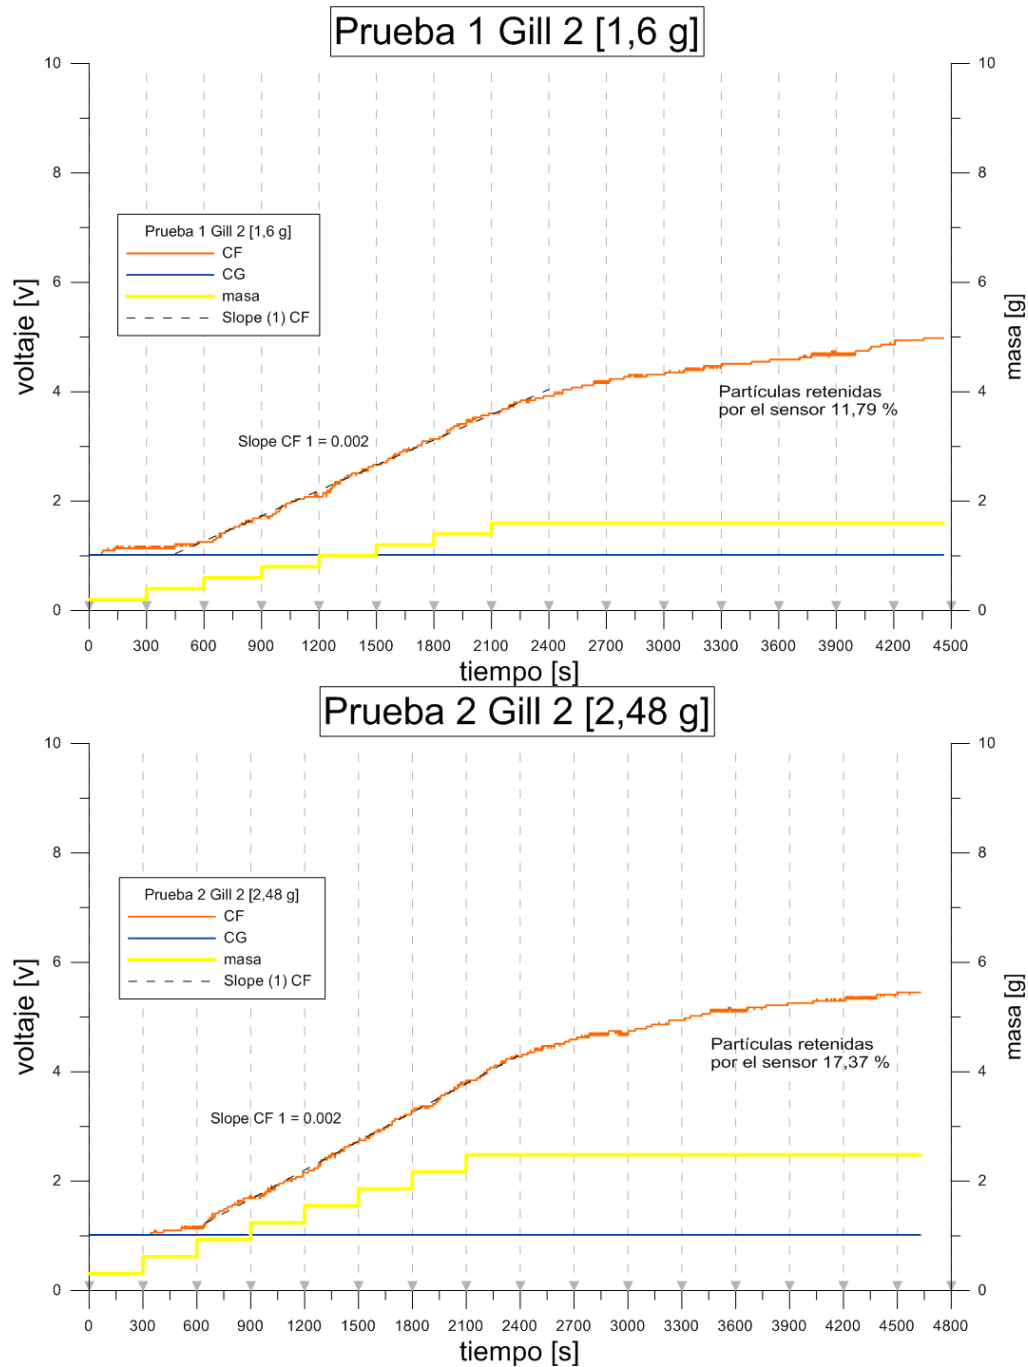 Prueba 1 Gill 2 [1,6 g]
10
10
8
8
Prueba 1 Gill 2 [1,6 g]
CF
CG
masa
Slope (1) CF
6
6
voltaje [v]
masa [g]
4
4
Partículas retenidas
por el sensor 11,79 %
Slope CF 1 = 0.002
2
2
0
0
0 300 600 900 1200 1500 1800 2100 2400 2700 3000 3300 3600 3900 4200 4500
tiempo [s]
Prueba 2 Gill 2 [2,48 g]
10
10
8
8
Prueba 2 Gill 2 [2,48 g]
CF
CG
masa
Slope (1) CF
6
6
voltaje [v]
masa [g]
Partículas retenidas
por el sensor 17,37 %
4
4
Slope CF 1 = 0.002
2
2
0
0
0 300 600 900 1200 1500 1800 2100 2400 2700 3000 3300 3600 3900 4200 4500 4800
tiempo [s]